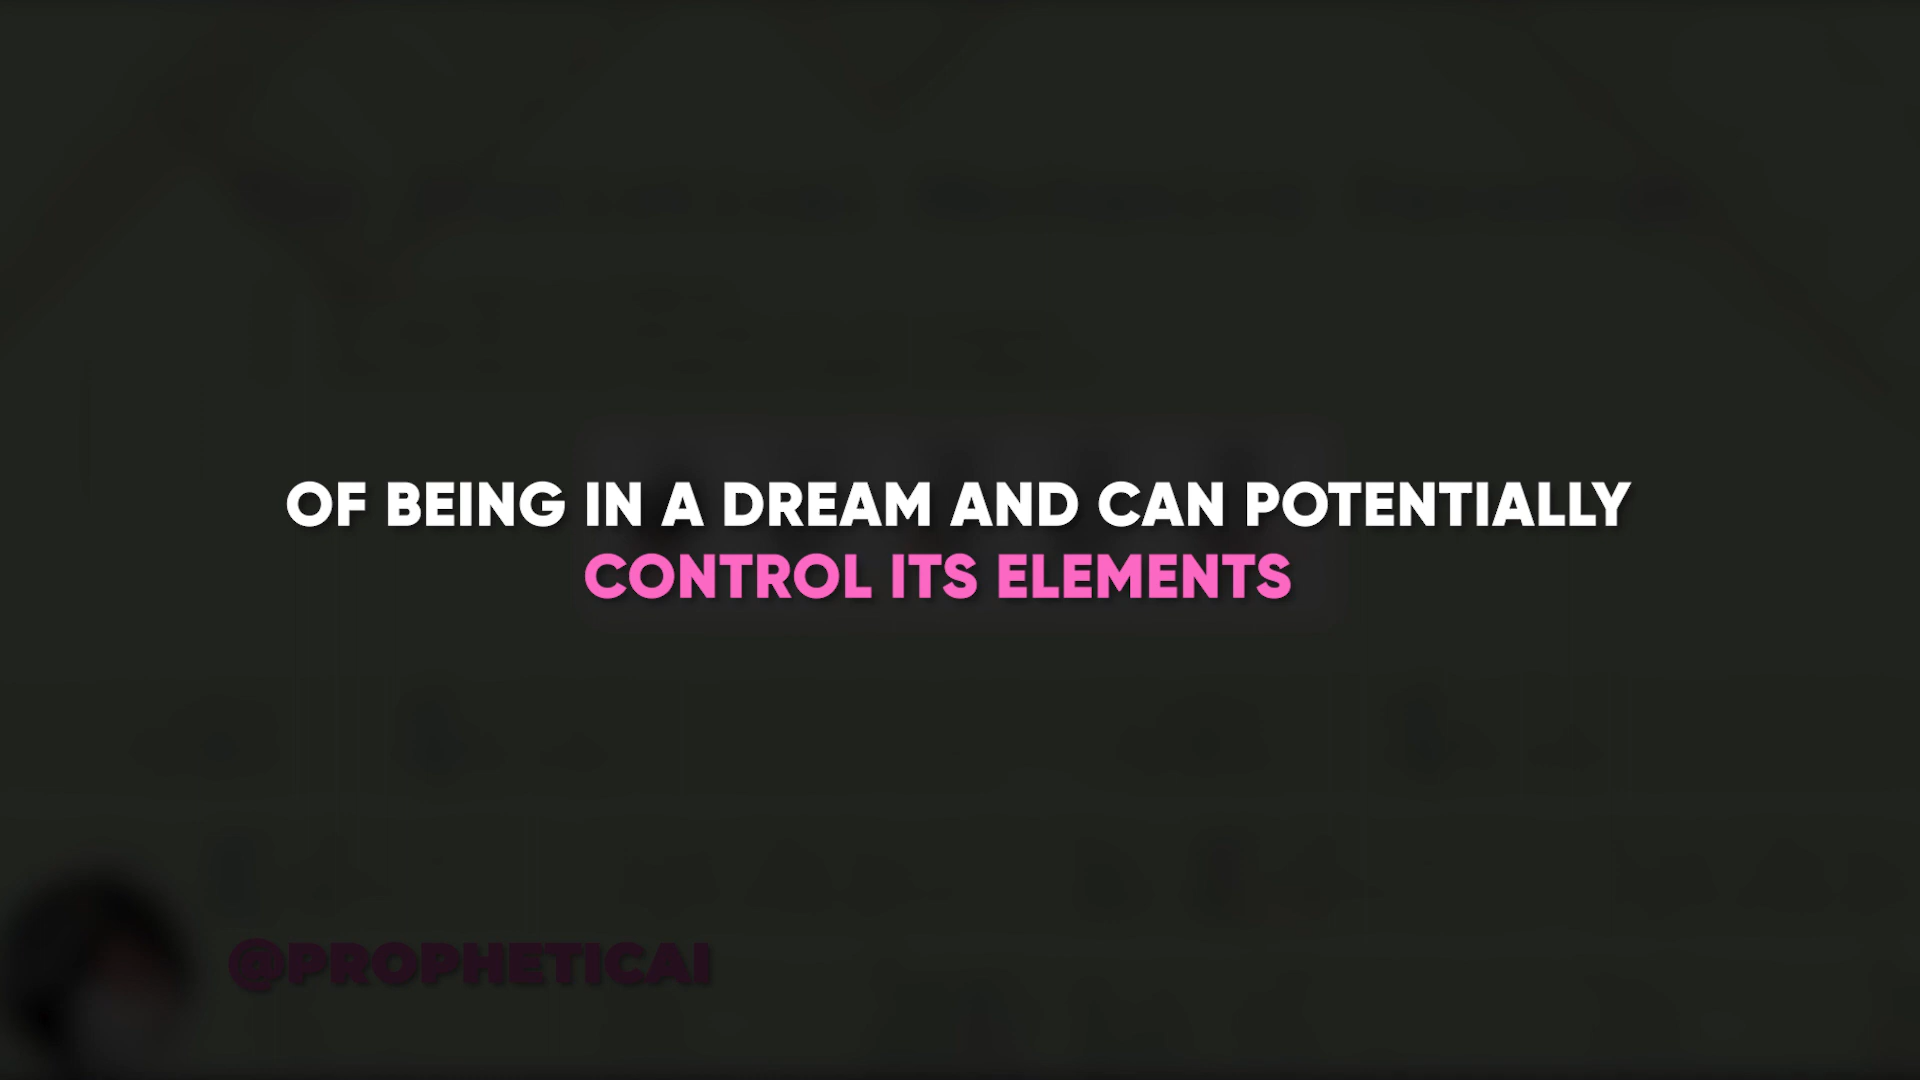 OF BEING IN A DREAM AND CAN POTENTIALLY
CONTROL ITS ELEMENTS
@PROPHETICAI